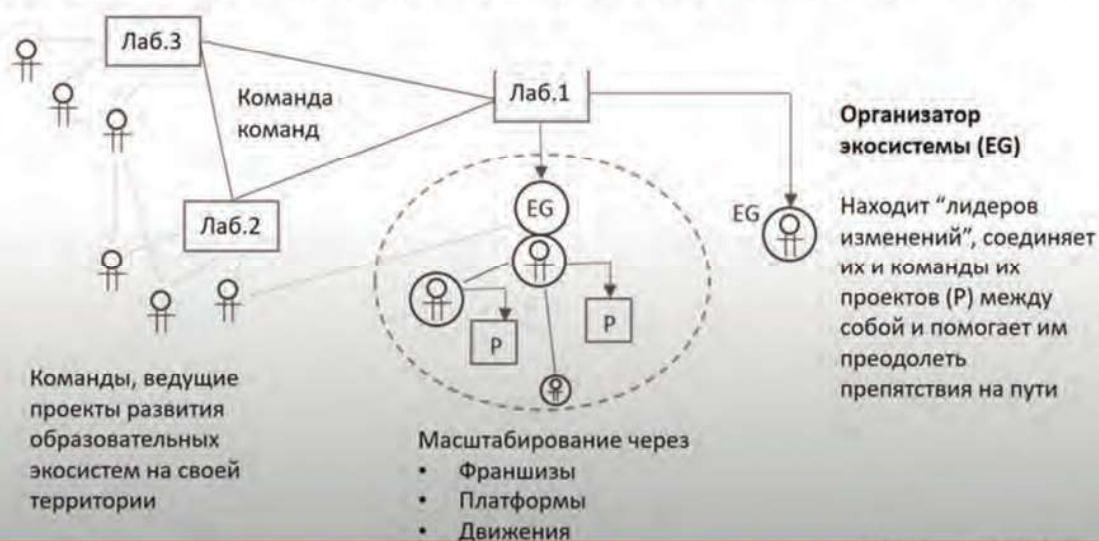 Лаб.3
Команда
команд
Лаб.1
Лаб.2
EG
P
P
EG
Организатор
экосистемы (EG)
Находит “лидеров
изменений”, соединяет
их и команды их
проектов (P) между
собой и помогает им
преодолеть
препятствия на пути
Команды, ведущие
проекты развития
образовательных
экосистем на своей
территории
Масштабирование через
• Франшизы
• Платформы
• Движения